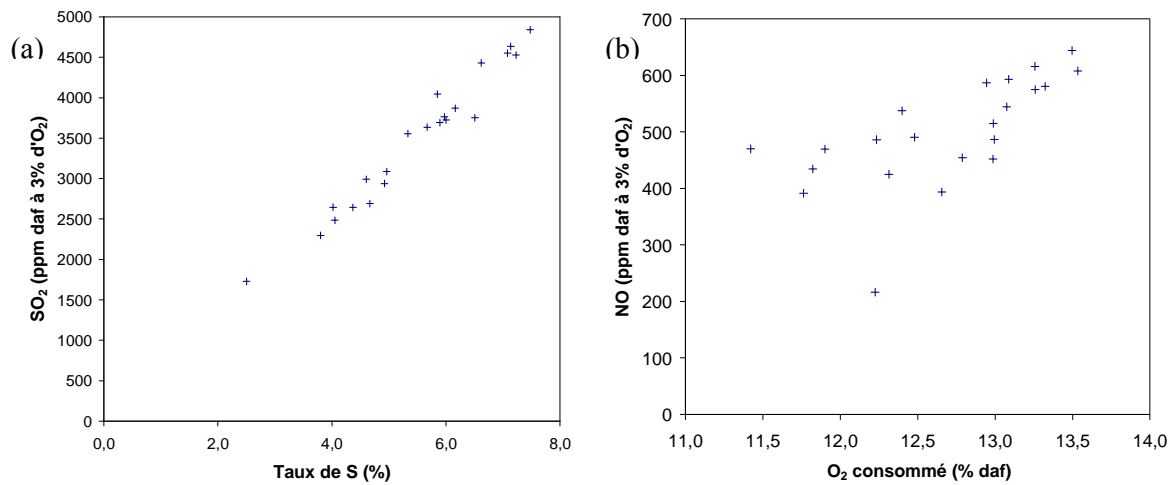 (a)
SO2 (ppm daf à 3% d'O2)
5000
4500
4000
3500
3000
2500
2000
1500
1000
500
0
0,0 2,0 4,0 6,0 8,0
Taux de S (%)
(b)
NO (ppm daf à 3% d'O2)
700
600
500
400
300
200
100
0
11,0 11,5 12,0 12,5 13,0 13,5 14,0
O2 consommé (% daf)